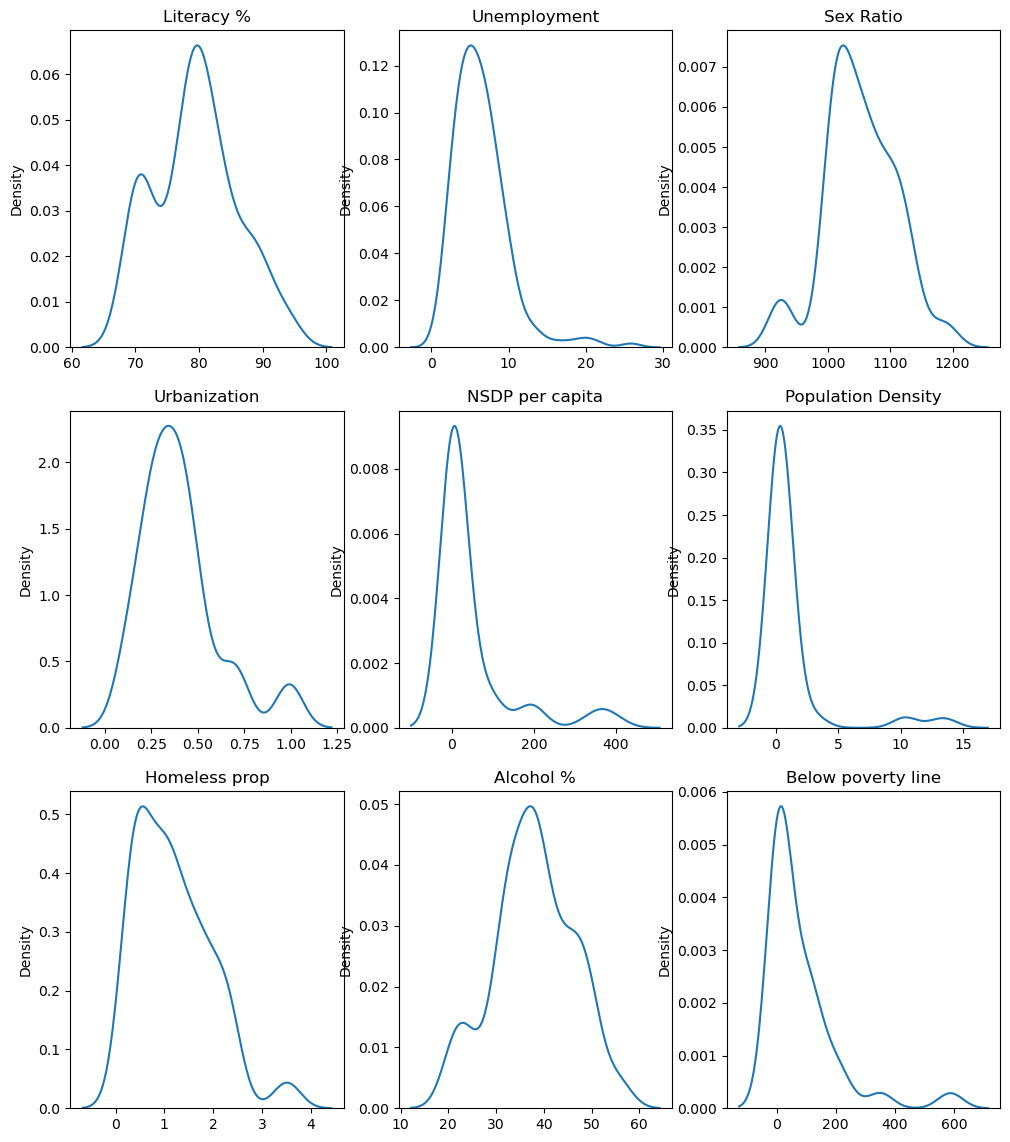 Literacy %
Density
0.06
0.05
0.04
0.03
0.02
0.01
0.00
60 70 80 90 100
Unemployment
Density
0.12
0.10
0.08
0.06
0.04
0.02
0.00
0 10 20 30
Sex Ratio
Density
0.007
0.006
0.005
0.004
0.003
0.002
0.001
0.000
900 1000 1100 1200
Urbanization
Density
2.0
1.5
1.0
0.5
0.0
0.00 0.25 0.50 0.75 1.00 1.25
NSDP per capita
Density
0.008
0.006
0.004
0.002
0.000
0 200 400
Population Density
Density
0.35
0.30
0.25
0.20
0.15
0.10
0.05
0.00
0 5 10 15
Homeless prop
Density
0.5
0.4
0.3
0.2
0.1
0.0
0 1 2 3 4
Alcohol %
Density
0.05
0.04
0.03
0.02
0.01
0.00
10 20 30 40 50 60
Below poverty line
Density
0.006
0.005
0.004
0.003
0.002
0.001
0.000
0 200 400 600